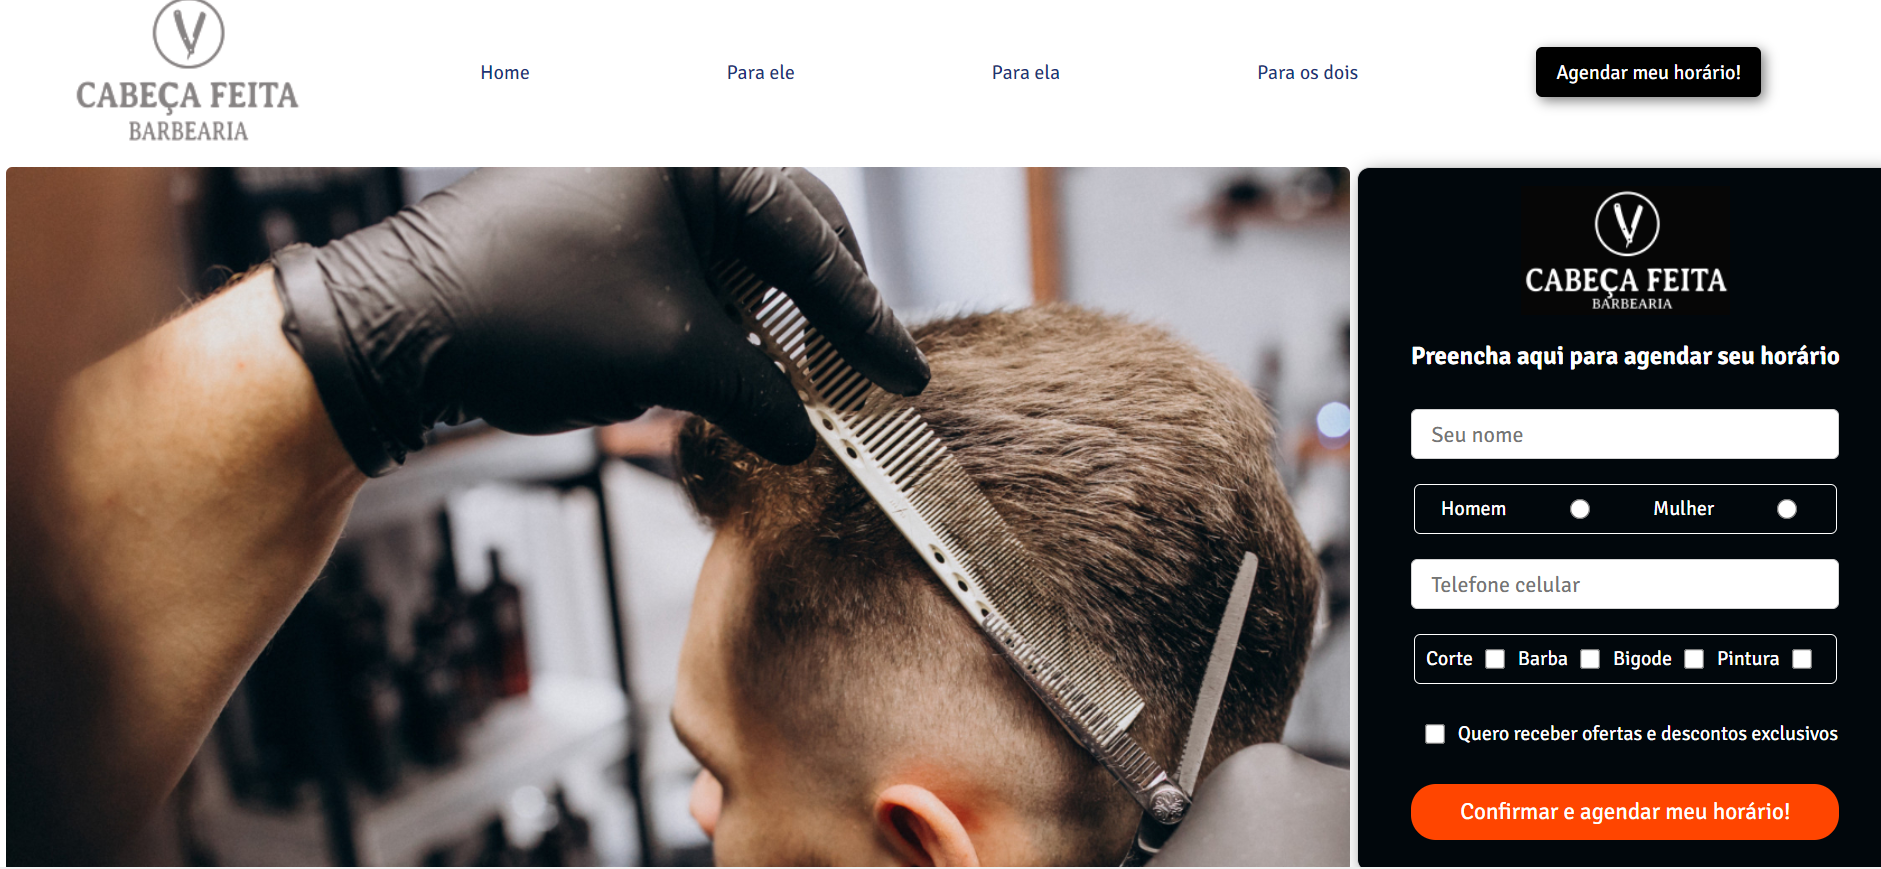 CABEÇA FEITA
BARBEARIA
Home
Para ele
Para ela
Para os dois
Agendar meu horário!
CABEÇA FEITA
BARBEARIA
Preencha aqui para agendar seu horário
Seu nome
Homem
Mulher
Telefone celular
Corte
Barba
Bigode
Pintura
Quero receber ofertas e descontos exclusivos
Confirmar e agendar meu horário!